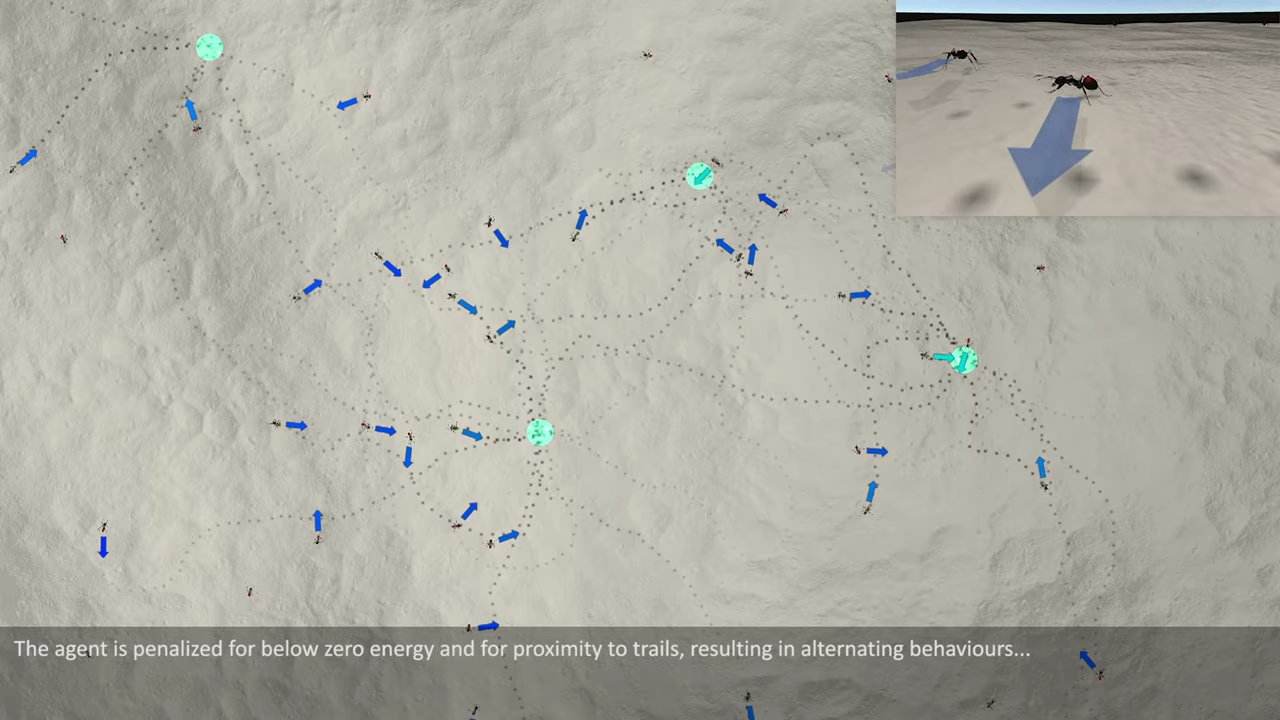 The agent is penalized for below zero energy and for proximity to trails, resulting in alternating behaviours...